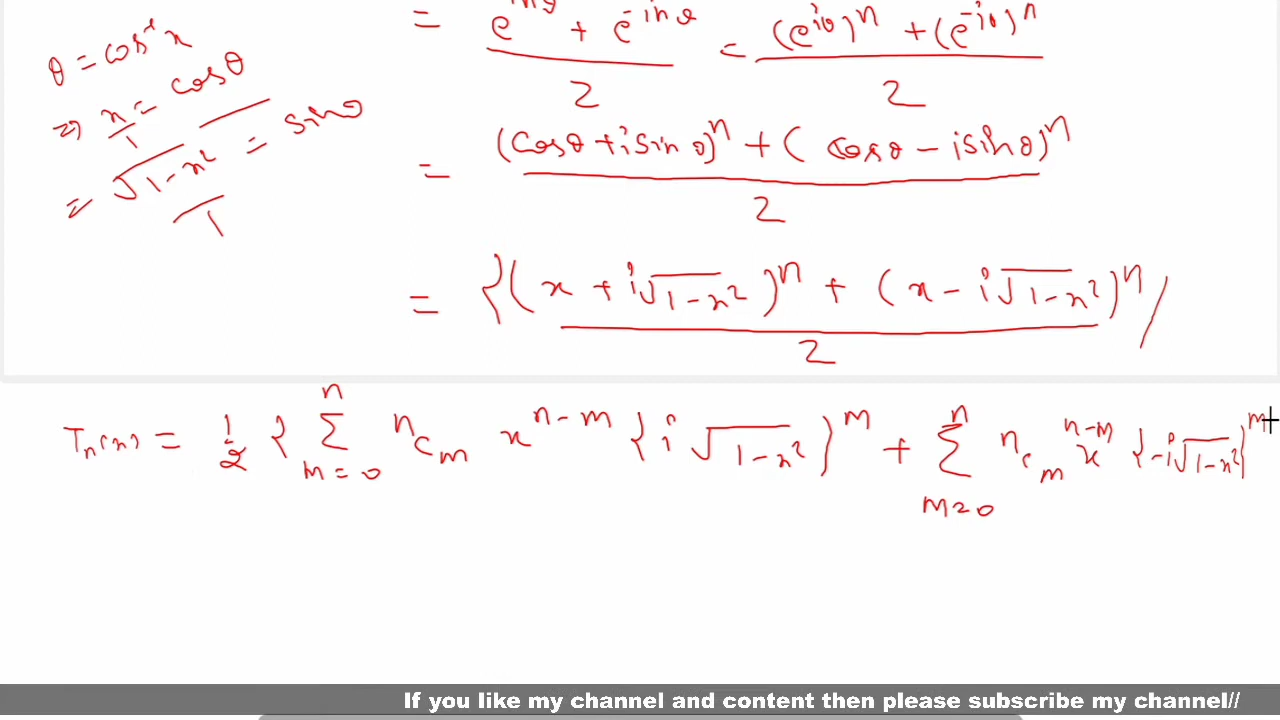 θ = cos⁻¹ x
⇒ x/1 = cosθ
= √1-x² / 1 = sinθ
= e^{inθ} + e^{-inθ} / 2 = (e^{iθ})^n + (e^{-iθ})^n / 2
= (cosθ + i sinθ)^n + (cosθ - i sinθ)^n / 2
= {(x + i√1-x²)^n + (x - i√1-x²)^n / 2
T_n(x) = 1/2 { Σ_{m=0}^{n} ^nC_m x^{n-m} {i √1-x²}^m + Σ_{m=0}^{n} ^nC_m x^{n-m} {-i√1-x²}^m
If you like my channel and content then please subscribe my channel//